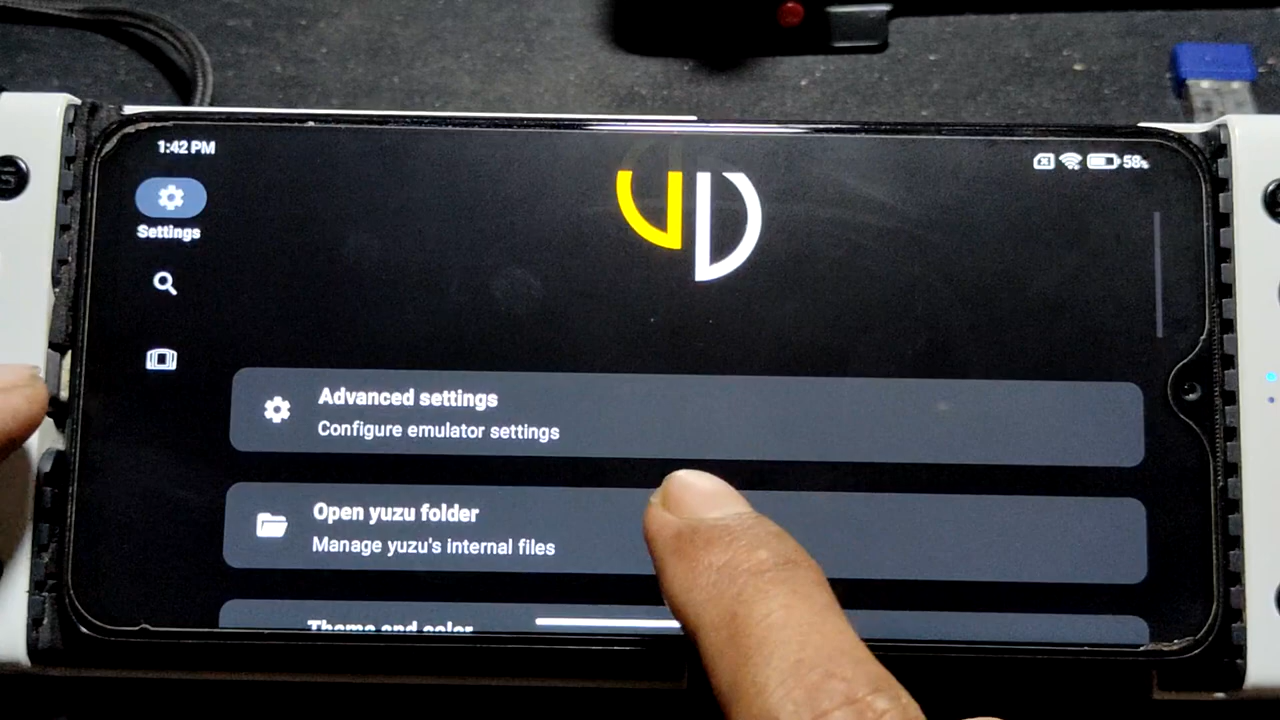 1:42 PM
58%
Settings
Advanced settings
Configure emulator settings
Open yuzu folder
Manage yuzu's internal files
Theme and color